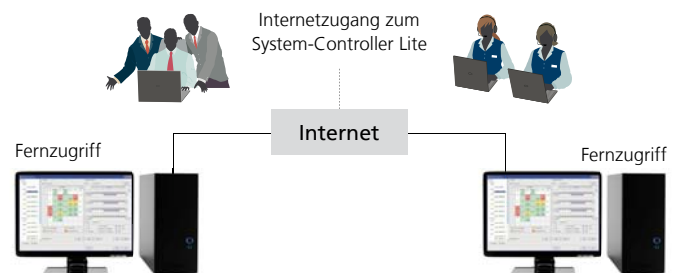 Internetzugang zum
System-Controller Lite
Internet
Fernzugriff
Fernzugriff